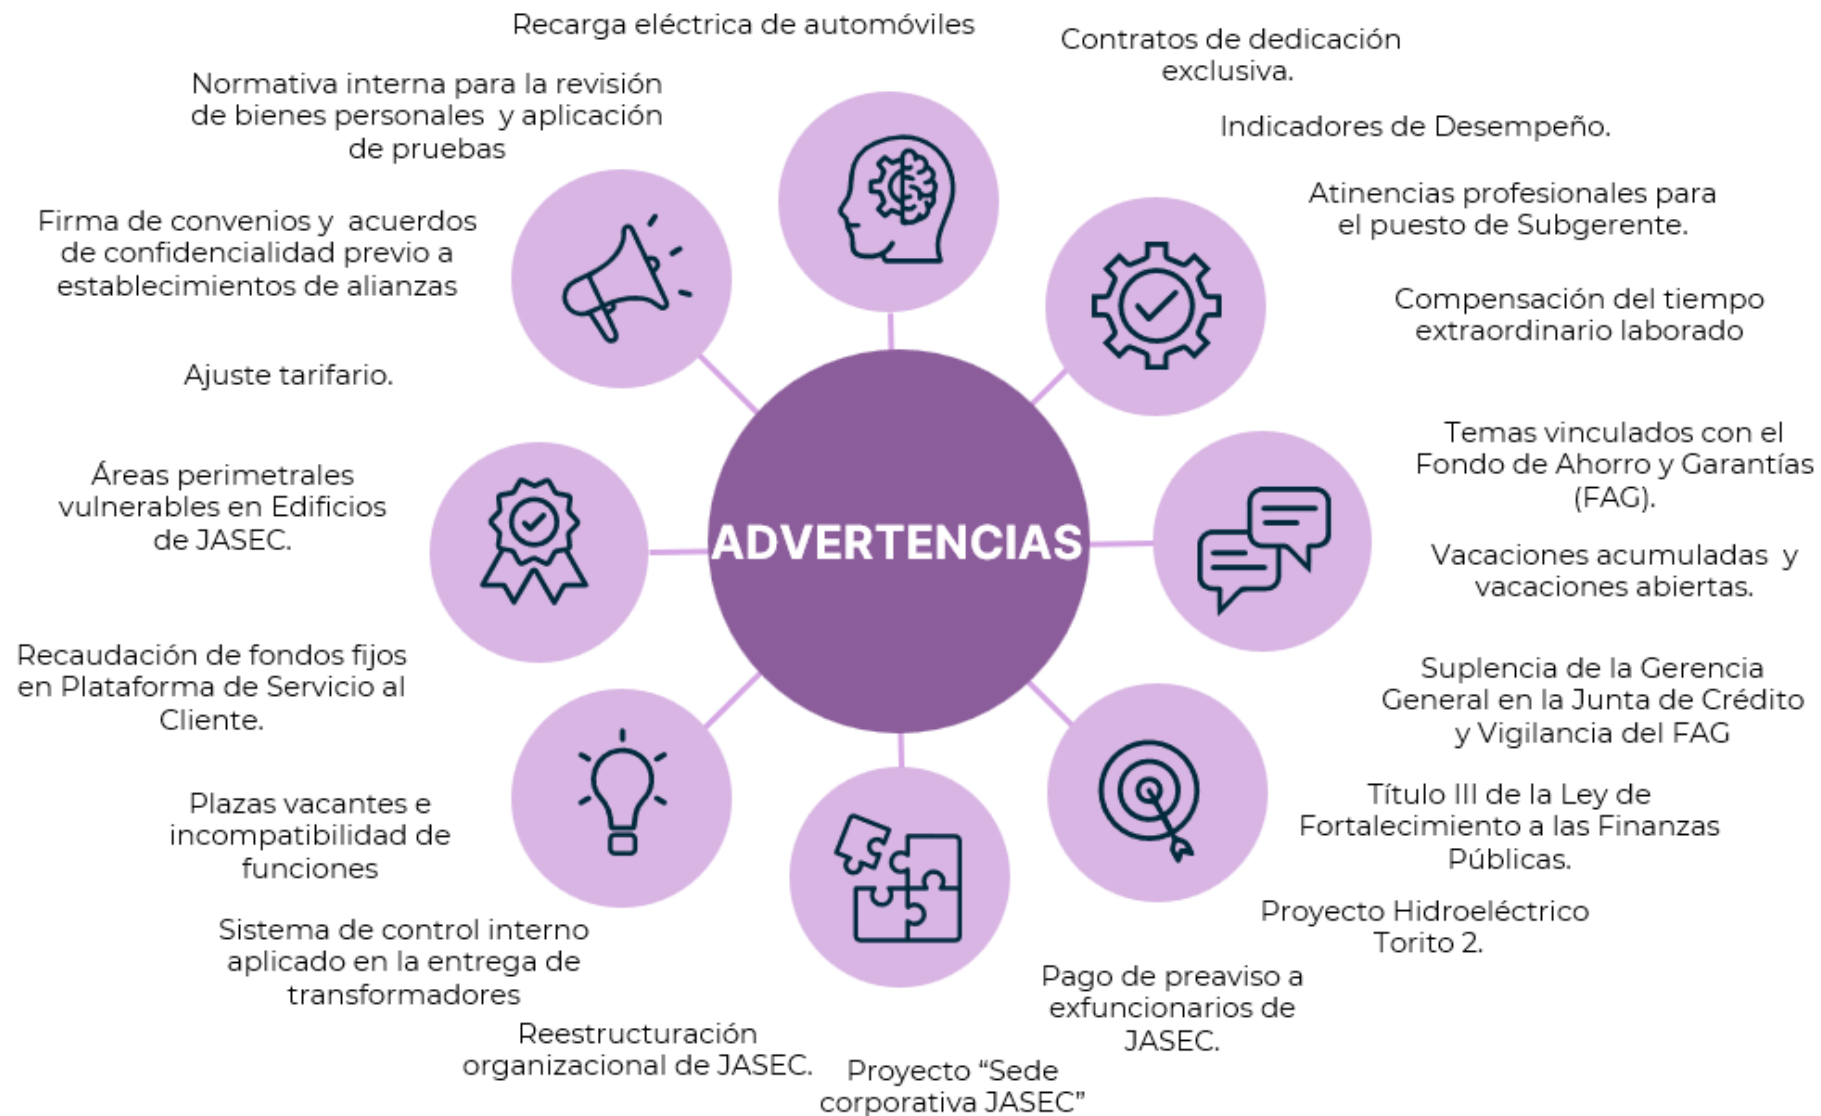 Recarga eléctrica de automóviles
Contratos de dedicación
exclusiva.
Indicadores de Desempeño.
Atinencias profesionales para
el puesto de Subgerente.
Compensación del tiempo
extraordinario laborado
Temas vinculados con el
Fondo de Ahorro y Garantías
(FAG).
Vacaciones acumuladas y
vacaciones abiertas.
Suplencia de la Gerencia
General en la Junta de Crédito
y Vigilancia del FAG
Título III de la Ley de
Fortalecimiento a las Finanzas
Públicas.
Proyecto Hidroeléctrico
Torito 2.
Pago de preaviso a
exfuncionarios de
JASEC.
Proyecto “Sede
corporativa JASEC”
Reestructuración
organizacional de JASEC.
Sistema de control interno
aplicado en la entrega de
transformadores
Plazas vacantes e
incompatibilidad de
funciones
Recaudación de fondos fijos
en Plataforma de Servicio al
Cliente.
Áreas perimetrales
vulnerables en Edificios
de JASEC.
Ajuste tarifario.
Firma de convenios y acuerdos
de confidencialidad previo a
establecimientos de alianzas
Normativa interna para la revisión
de bienes personales y aplicación
de pruebas
ADVERTENCIAS